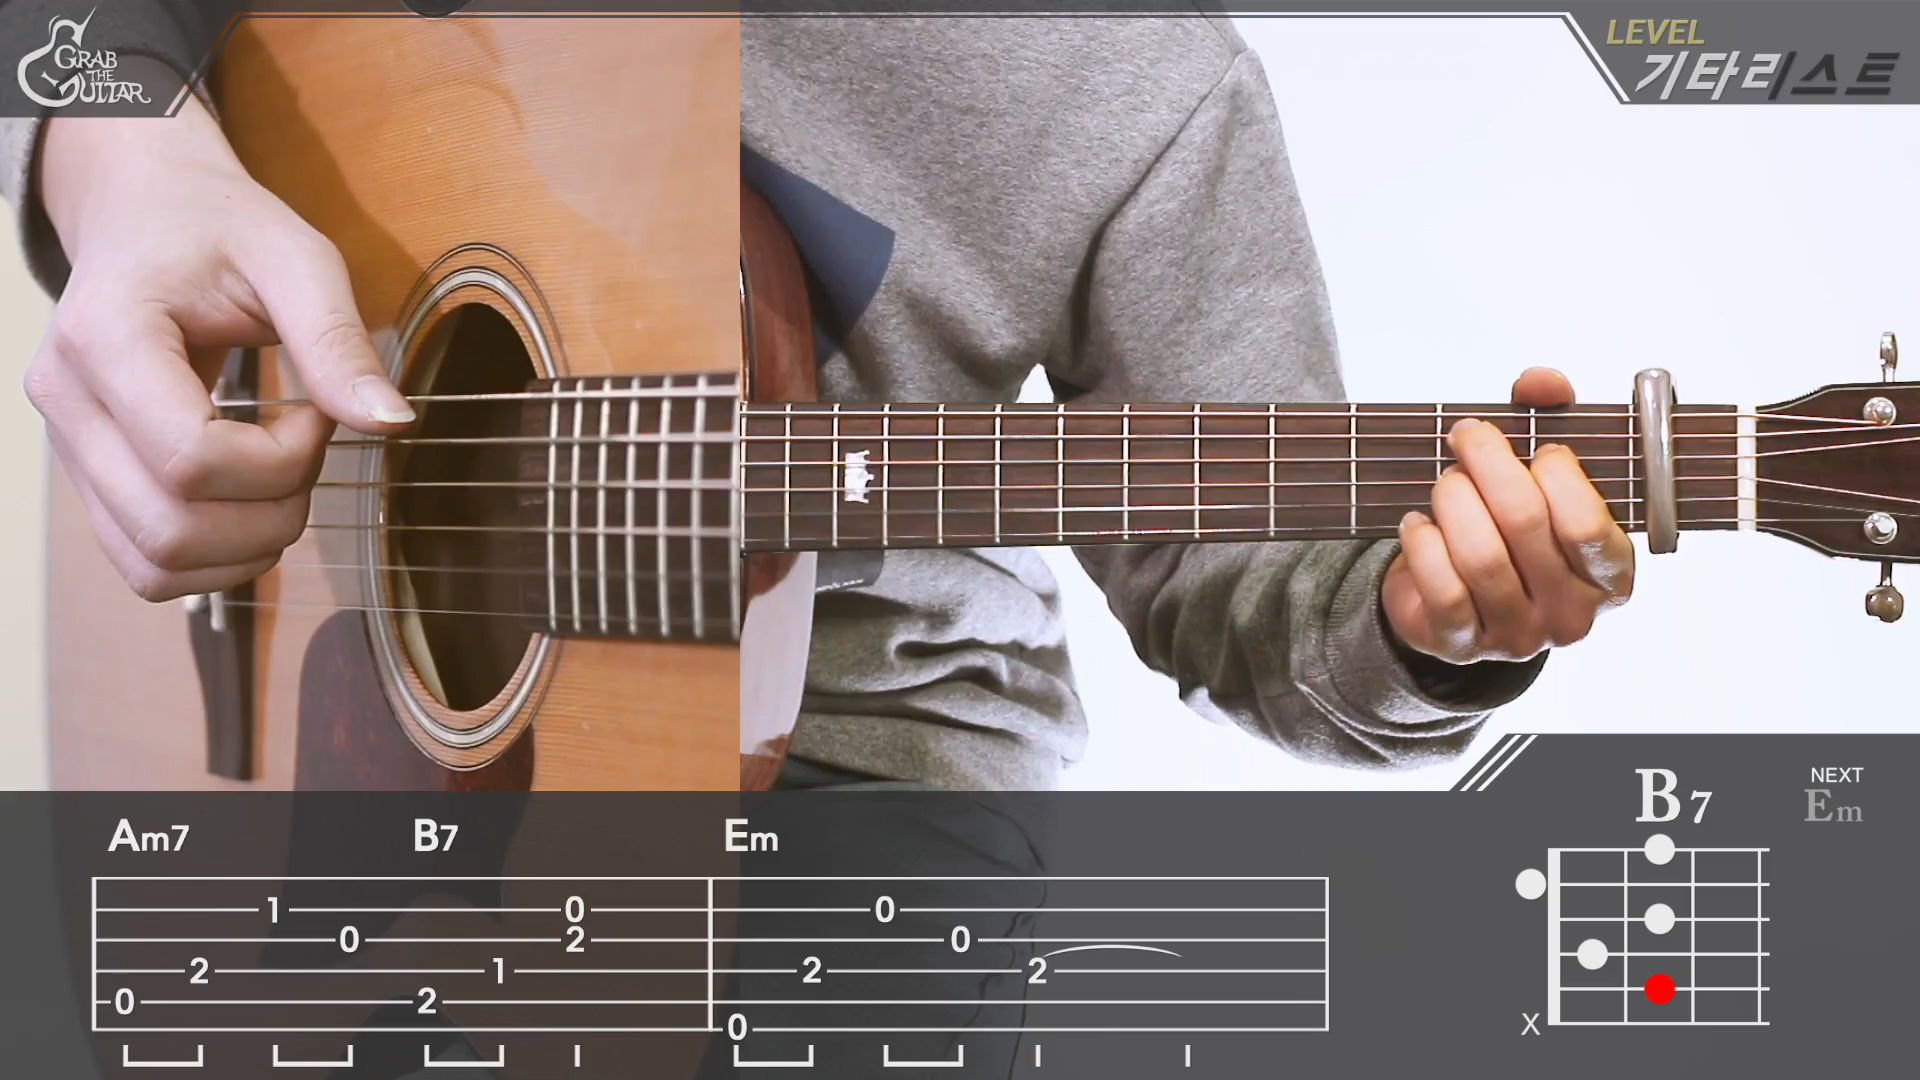 GRAB
THE
GUITAR
LEVEL
기타리스트
Am7 B7 Em
1 0 0
0 2 0
2 1 2 2
0 2
0
B7
NEXT
Em
X